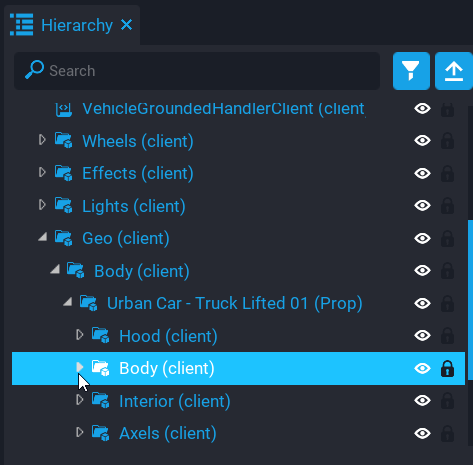 Hierarchy
Search
VehicleGroundedHandlerClient (client
Wheels (client)
Effects (client)
Lights (client)
Geo (client)
Body (client)
Urban Car - Truck Lifted 01 (Prop)
Hood (client)
Body (client)
Interior (client)
Axels (client)